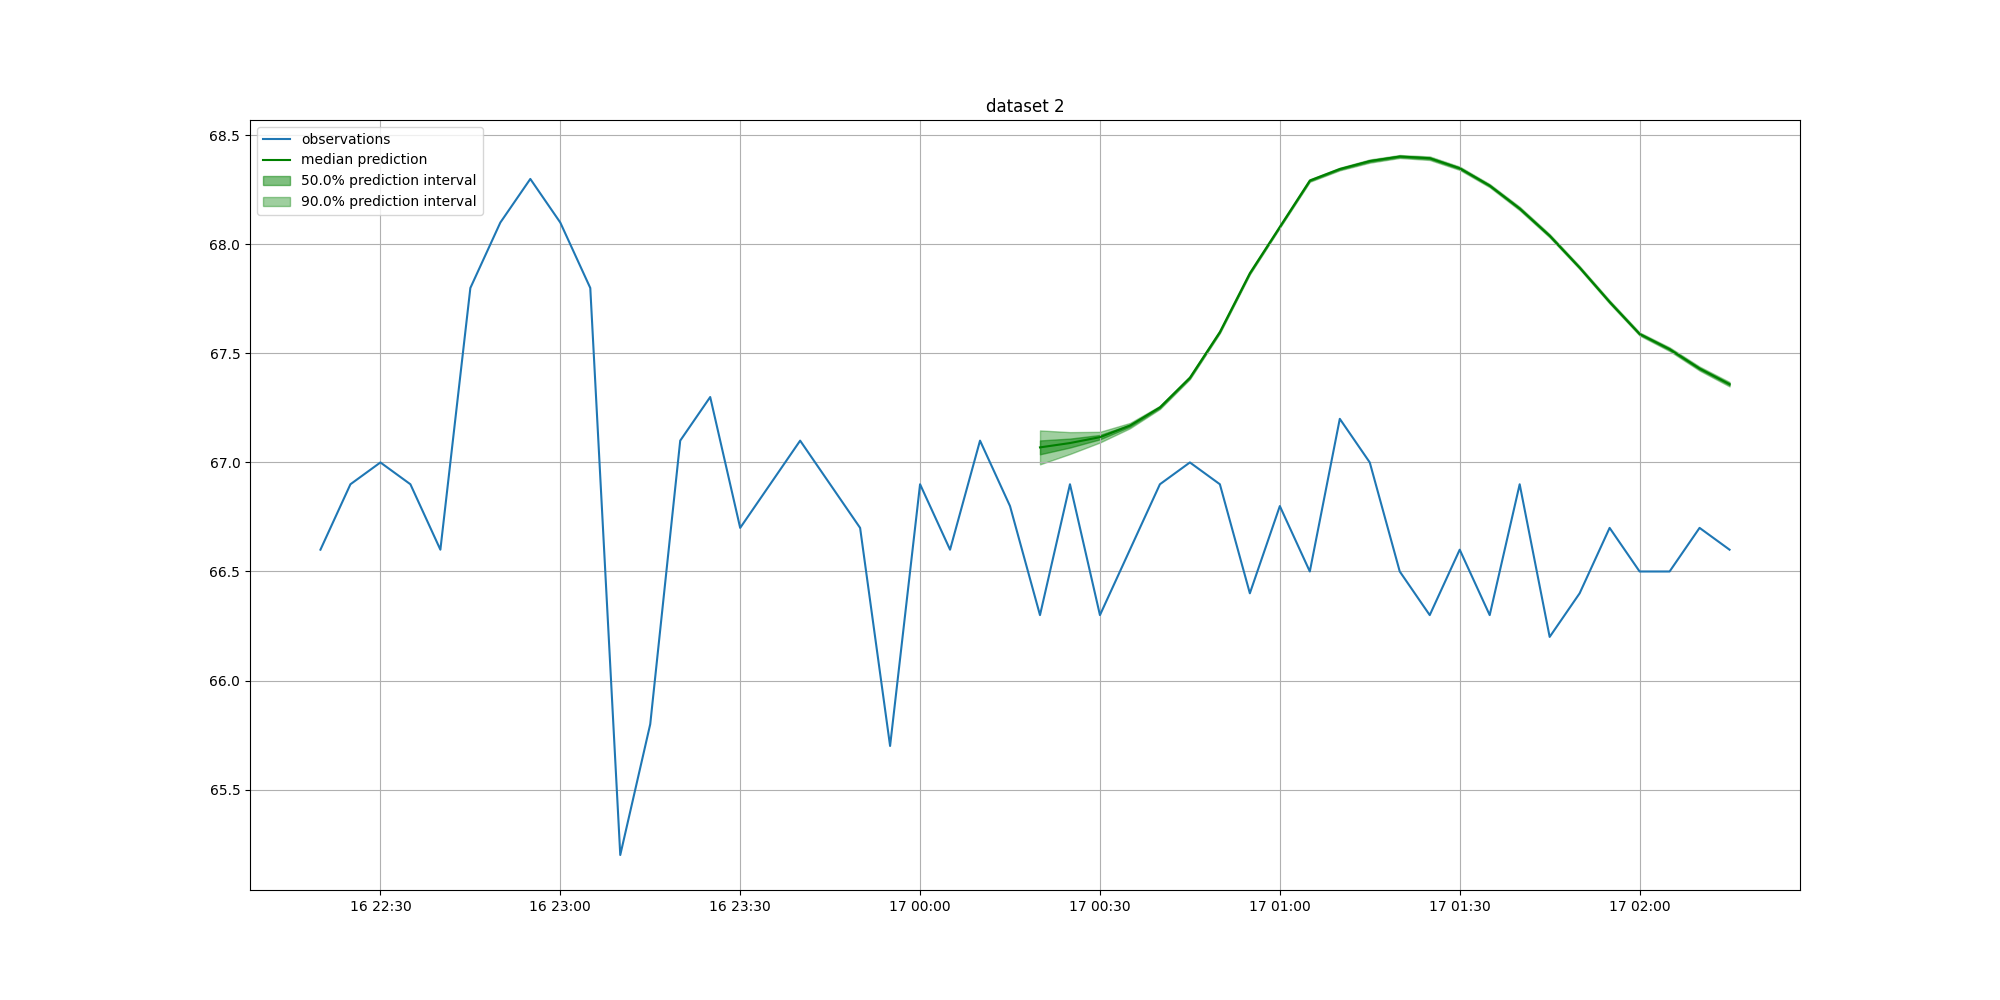 dataset 2
observations
median prediction
50.0% prediction interval
90.0% prediction interval
68.5
68.0
67.5
67.0
66.5
66.0
65.5
16 22:30 16 23:00 16 23:30 17 00:00 17 00:30 17 01:00 17 01:30 17 02:00